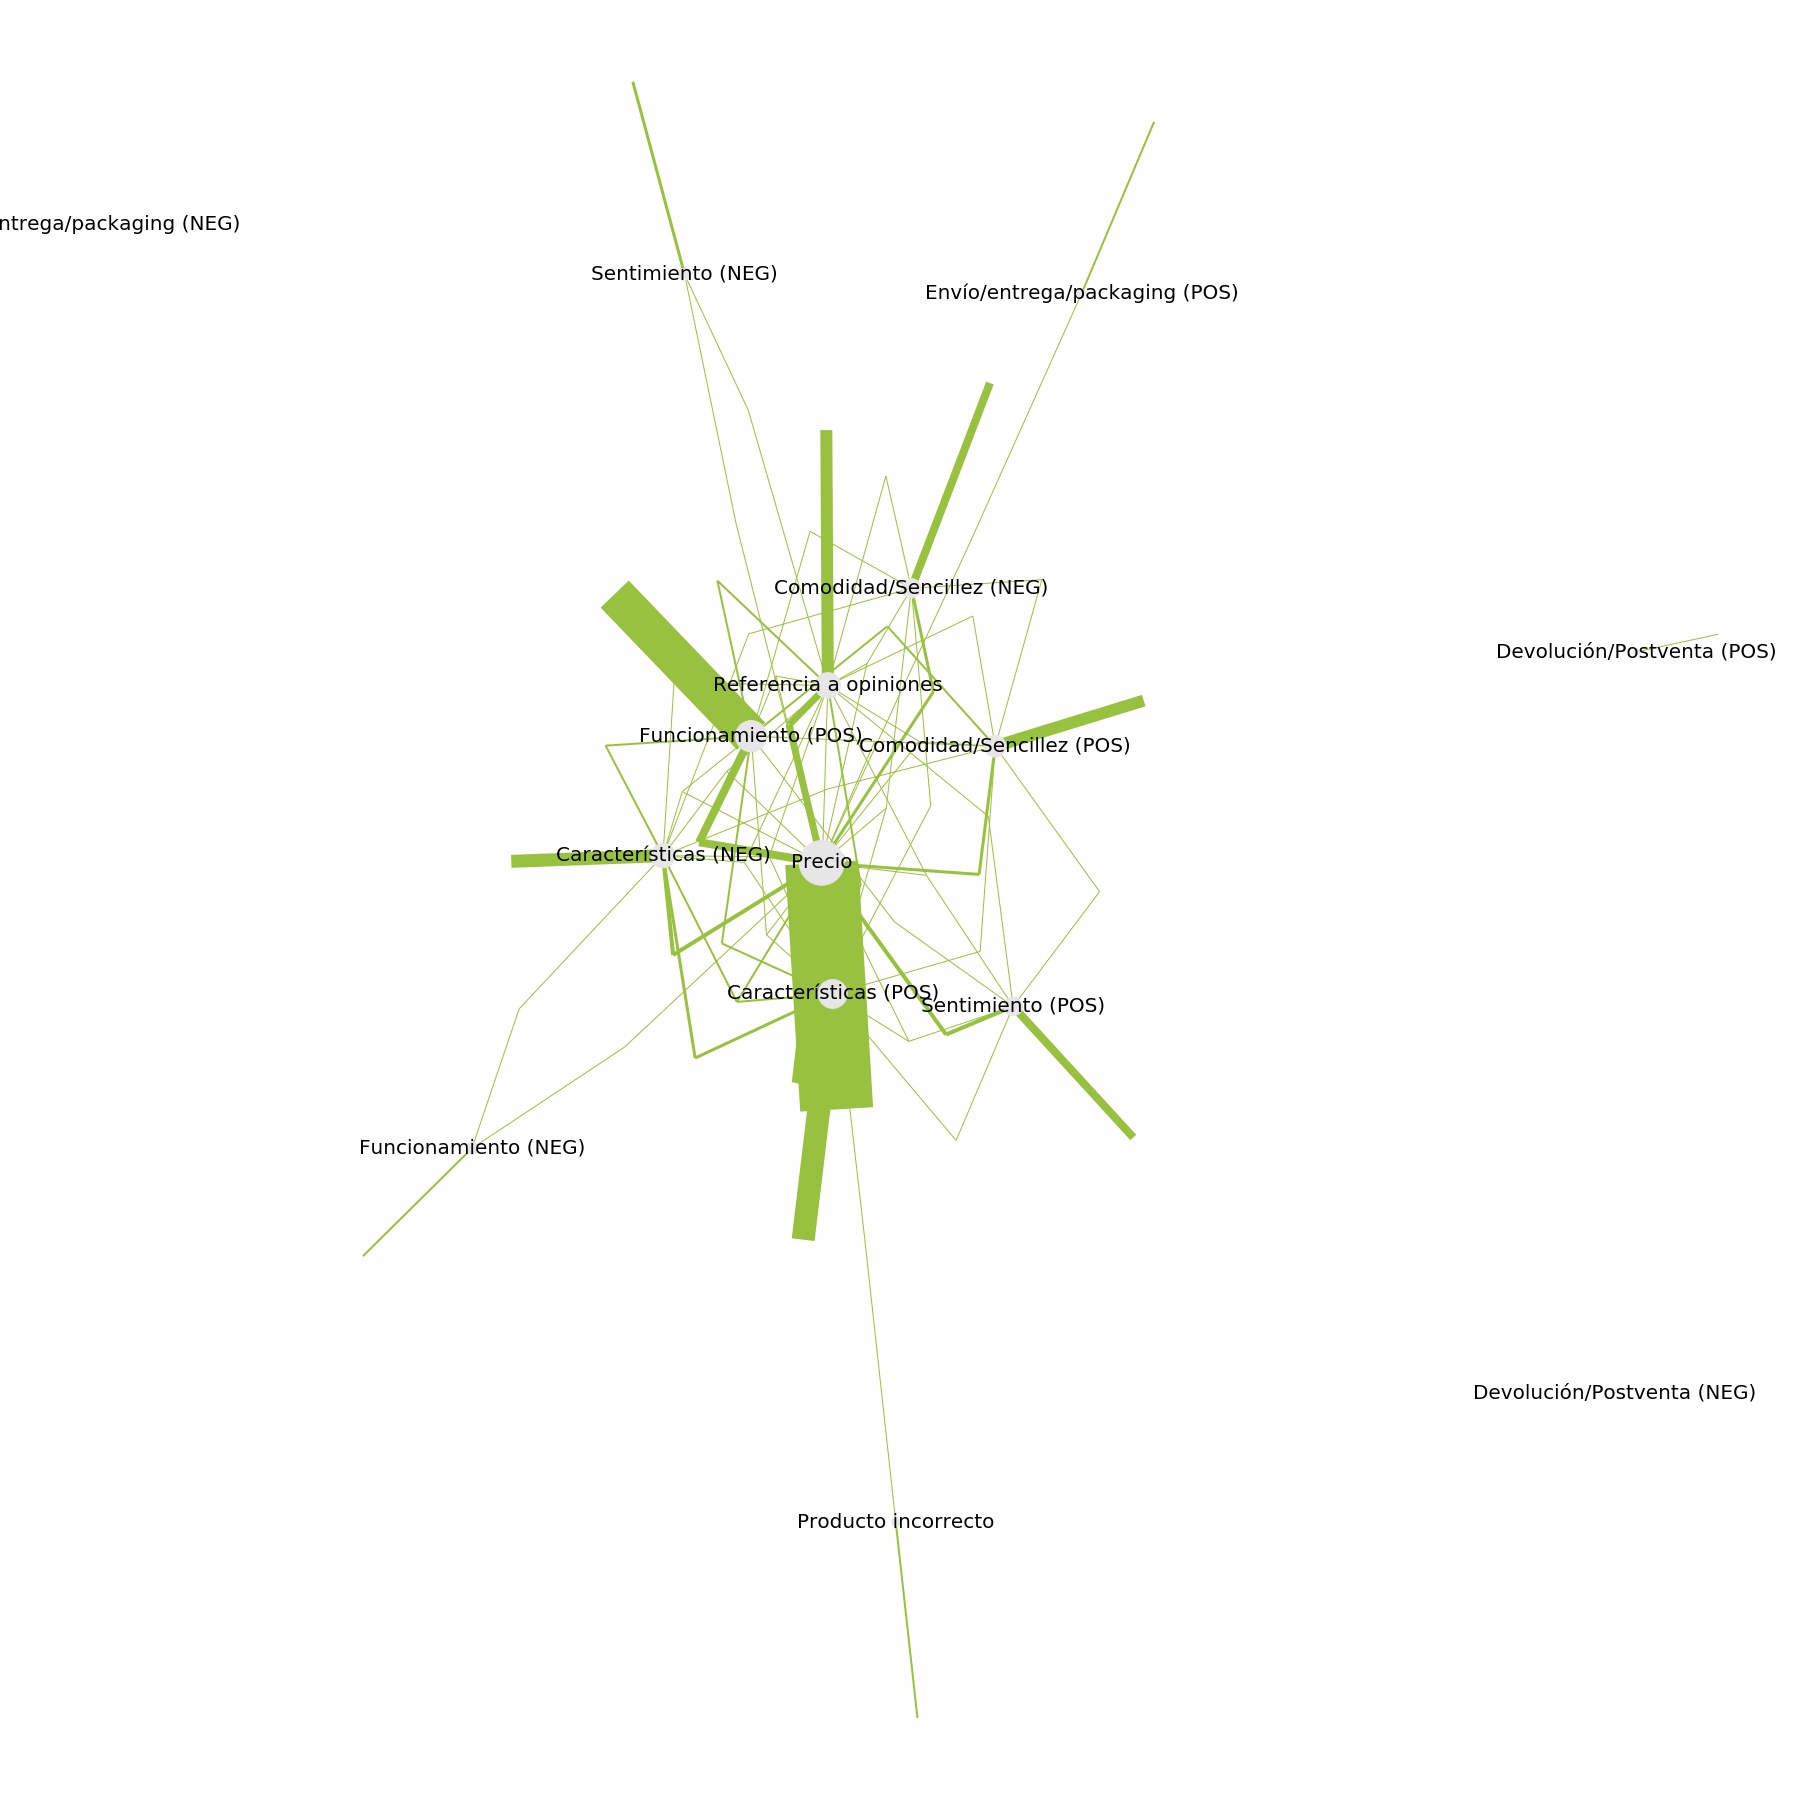 ntrega/packaging (NEG)
Sentimiento (NEG)
Envío/entrega/packaging (POS)
Comodidad/Sencillez (NEG)
Devolución/Postventa (POS)
Referencia a opiniones
Funcionamiento (POS)
Comodidad/Sencillez (POS)
Características (NEG)
Precio
Características (POS)
Sentimiento (POS)
Funcionamiento (NEG)
Devolución/Postventa (NEG)
Producto incorrecto